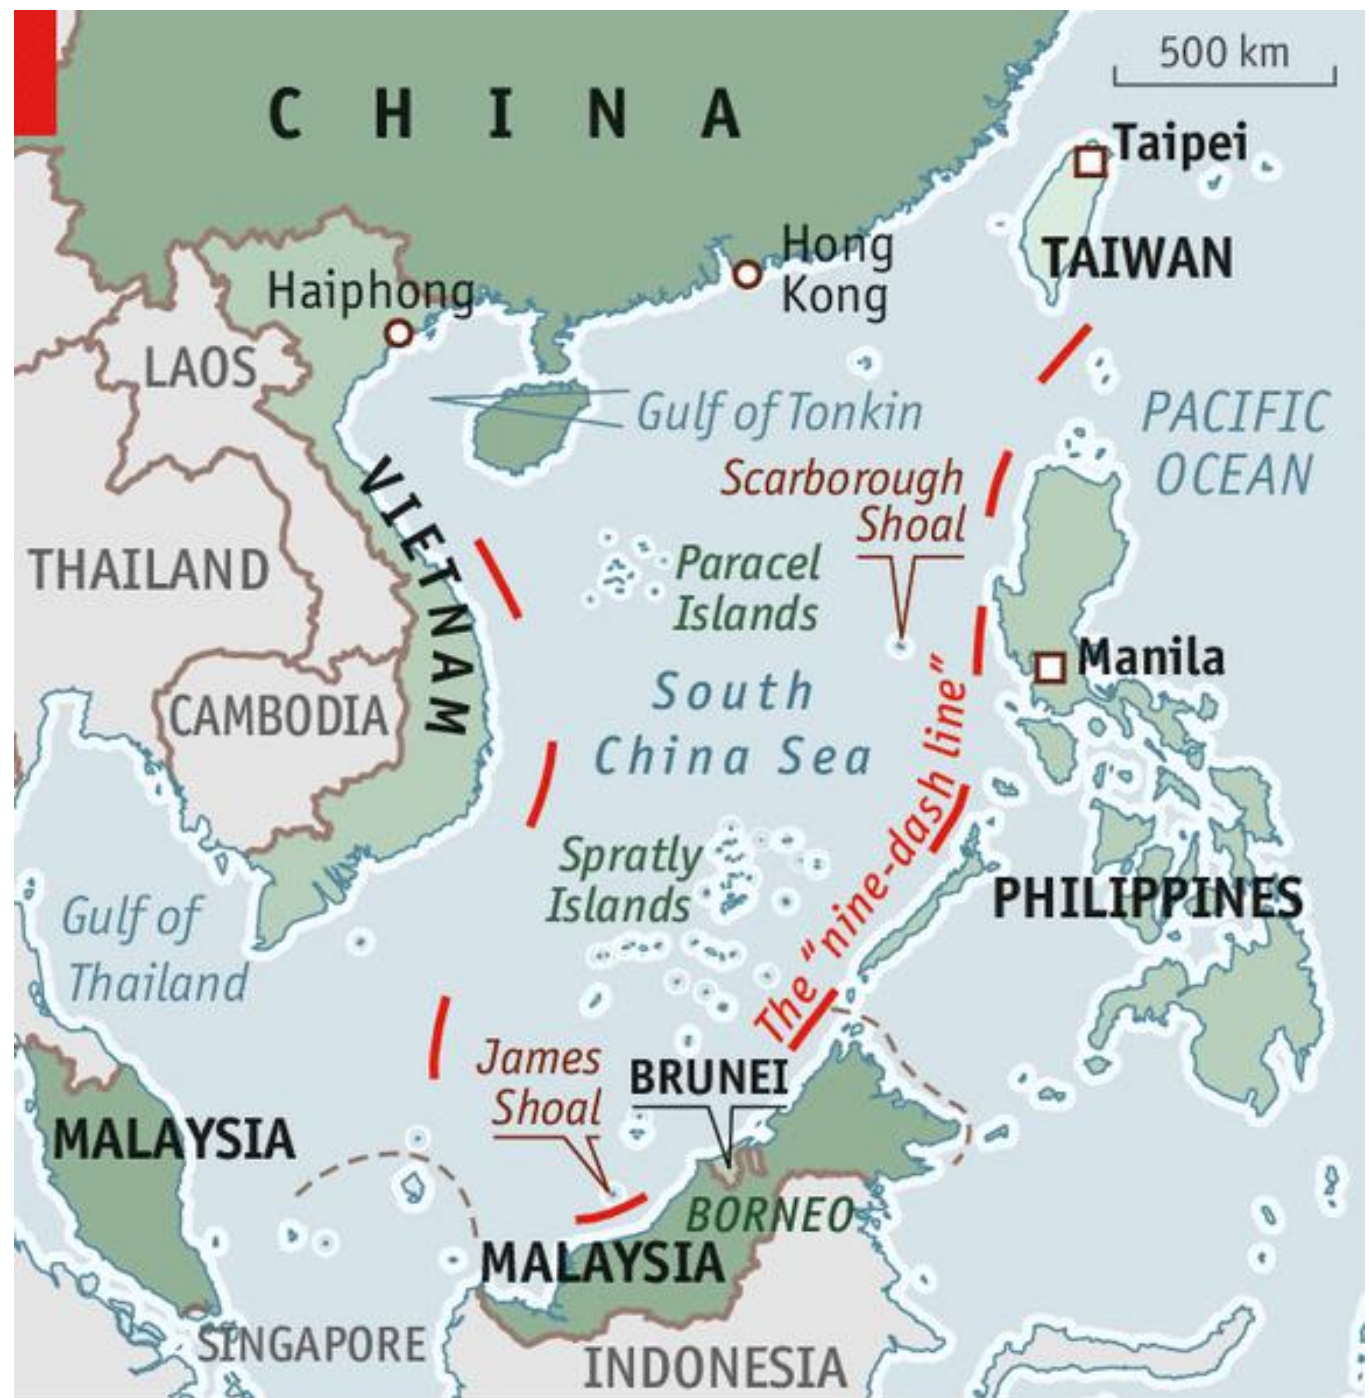 500 km
CHINA
Taipei
TAIWAN
Hong
Kong
Haiphong
LAOS
Gulf of Tonkin
PACIFIC
OCEAN
Scarborough
Shoal
VIETNAM
THAILAND
Paracel
Islands
Manila
South
China Sea
CAMBODIA
The "nine-dash line"
Spratly
Islands
PHILIPPINES
Gulf of
Thailand
James
Shoal
BRUNEI
MALAYSIA
BORNEO
MALAYSIA
SINGAPORE
INDONESIA